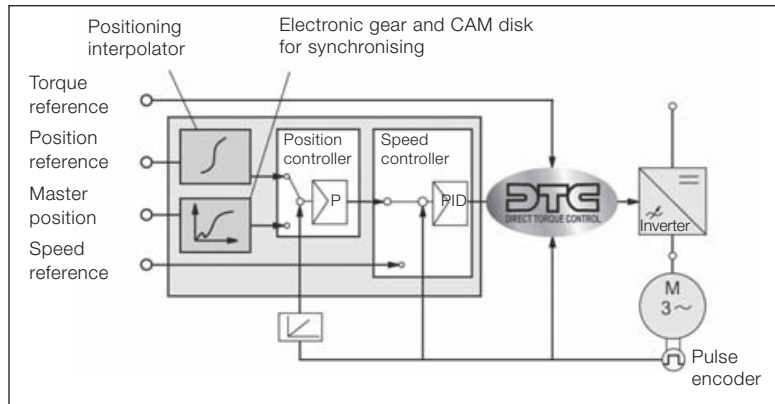 Positioning
interpolator
Electronic gear and CAM disk
for synchronising
Torque
reference
Position
reference
Master
position
Speed
reference
Position
controller
Speed
controller
P
PID
DTC
DIRECT TORQUE CONTROL
Inverter
M
3~
Pulse
encoder